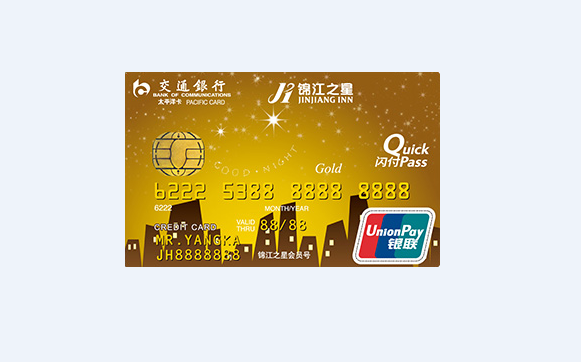 交通銀行
BANK OF COMMUNICATIONS
太平洋卡 PACIFIC CARD
锦江之星
JINJIANG INN
Quick
闪付Pass
GOOD·NIGHT
Gold
6222 5388 8888 8888
6222
MONTH/YEAR
CREDIT CARD
VALID THRU 88/88
MR.YANGKA
JH8888888
锦江之星会员号
UnionPay
银联